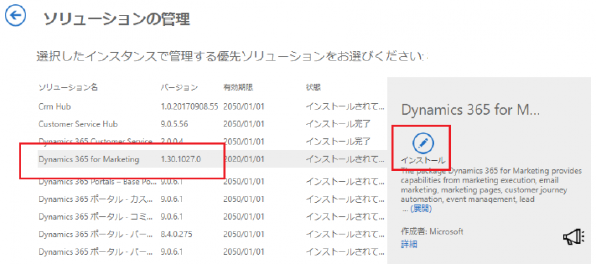 ソリューションの管理
選択したインスタンスで管理する優先ソリューションをお選びください:
ソリューション名 バージョン 有効期限 状態
Crm Hub 1.0.20170908.55 2050/01/01 インストールされて...
Customer Service Hub 9.0.5.56 2050/01/01 インストール完了
Dynamics 365 Customer Service 2050/01/01 インストール完了
Dynamics 365 for Marketing 1.30.1027.0 2020/01/01 インストールされて...
Dynamics 365 Portals – Base Po... 9.0.6.1 2050/01/01 インストールされて...
Dynamics 365 ポータル - カス... 9.0.6.1 2050/01/01 インストールされて...
Dynamics 365 ポータル - コミ... 9.0.6.1 2050/01/01 インストールされて...
Dynamics 365 ポータル - パー... 8.4.0.275 2050/01/01 インストールされて...
Dynamics 365 ポータル - パー... 9.0.6.1 2050/01/01 インストールされて...
Dynamics 365 for M...
インストール
The package Dynamics 365 for Marketing provides
capabilities from marketing execution, email
marketing, marketing pages, customer journey
automation, event management, lead
... (展開)
作成者: Microsoft
詳細